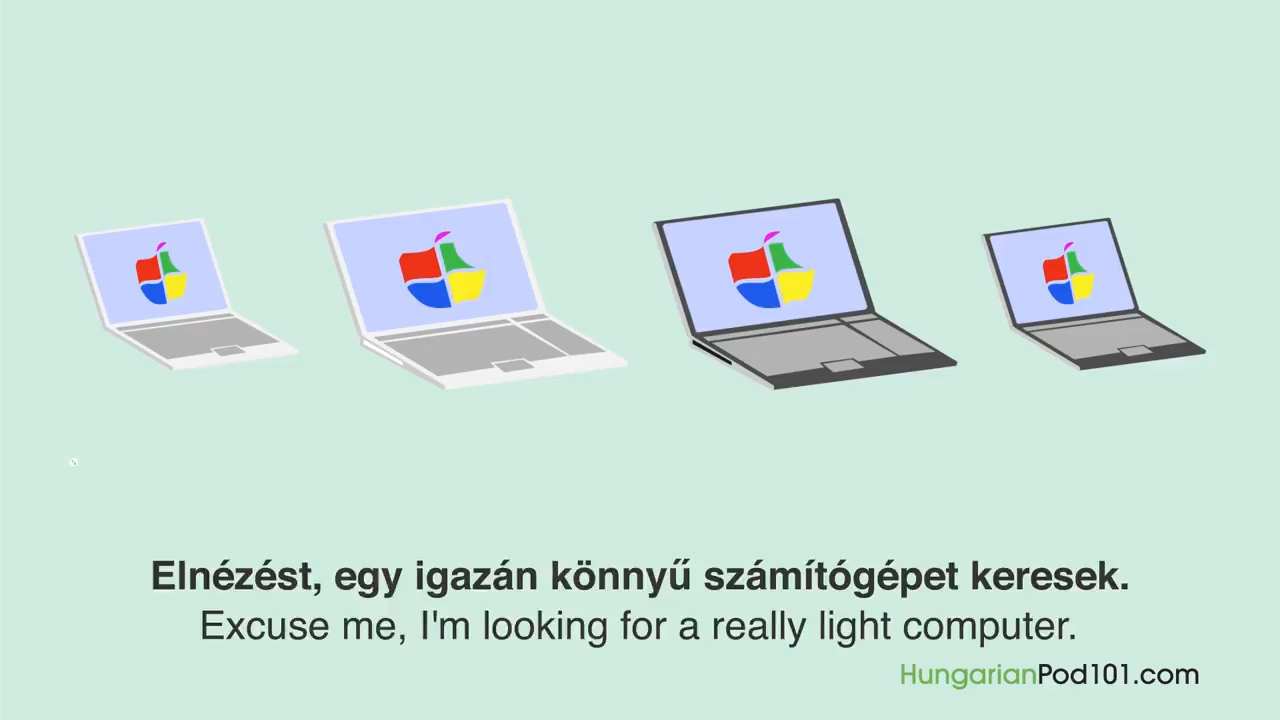 Elnézést, egy igazán könnyű számítógépet keresek.
Excuse me, I'm looking for a really light computer.
HungarianPod101.com